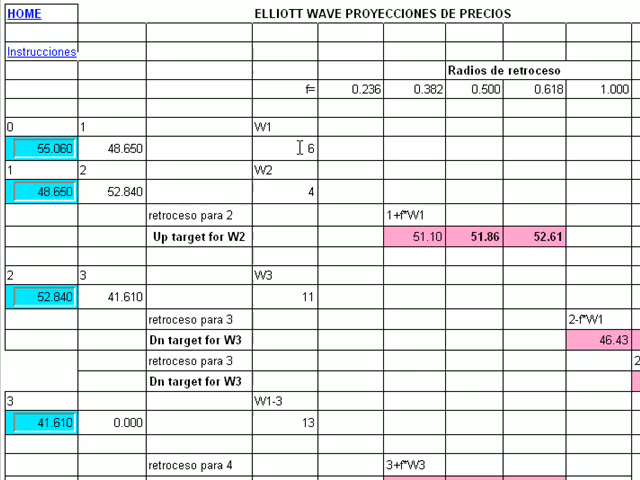 HOME ELLIOTT WAVE PROYECCIONES DE PRECIOS
Instrucciones
Radios de retroceso
f= 0.236 0.382 0.500 0.618 1.000
0 1 W1
55.060 48.650 6
1 2 W2
48.650 52.840 4
retroceso para 2 1+f*W1
Up target for W2 51.10 51.86 52.61
2 3 W3
52.840 41.610 11
retroceso para 3 2-f*W1
Dn target for W3 46.43
retroceso para 3 2
Dn target for W3
3 W1-3
41.610 0.000 13
retroceso para 4 3+f*W3